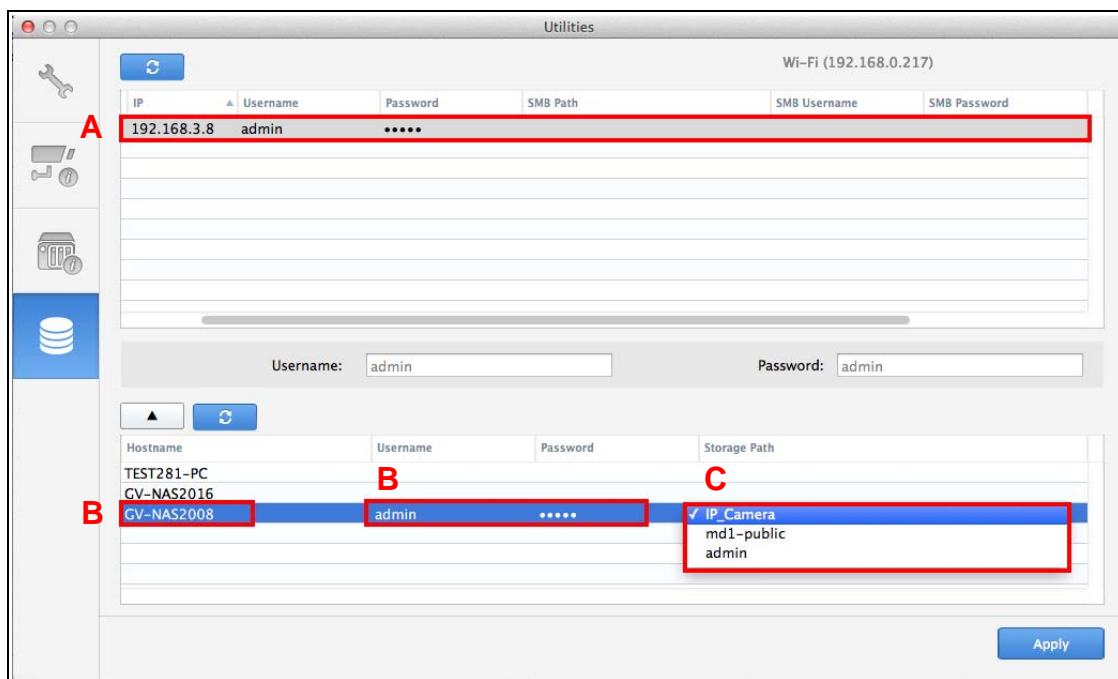 Utilities
Wi-Fi (192.168.0.217)
IP Username Password SMB Path SMB Username SMB Password
A 192.168.3.8 admin •••••
Username: admin Password: admin
Hostname Username Password Storage Path
TEST281-PC B C
GV-NAS2016
B GV-NAS2008 admin ••••• ✓ IP_Camera
md1-public
admin
Apply